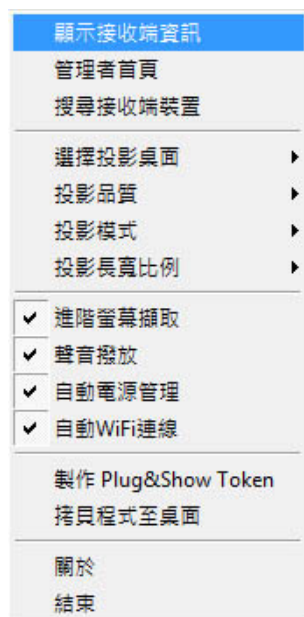 顯示接收端資訊
管理者首頁
搜尋接收端裝置
選擇投影桌面
投影品質
投影模式
投影長寬比例
進階螢幕擷取
聲音撥放
自動電源管理
自動WiFi連線
製作 Plug&Show Token
拷貝程式至桌面
關於
結束